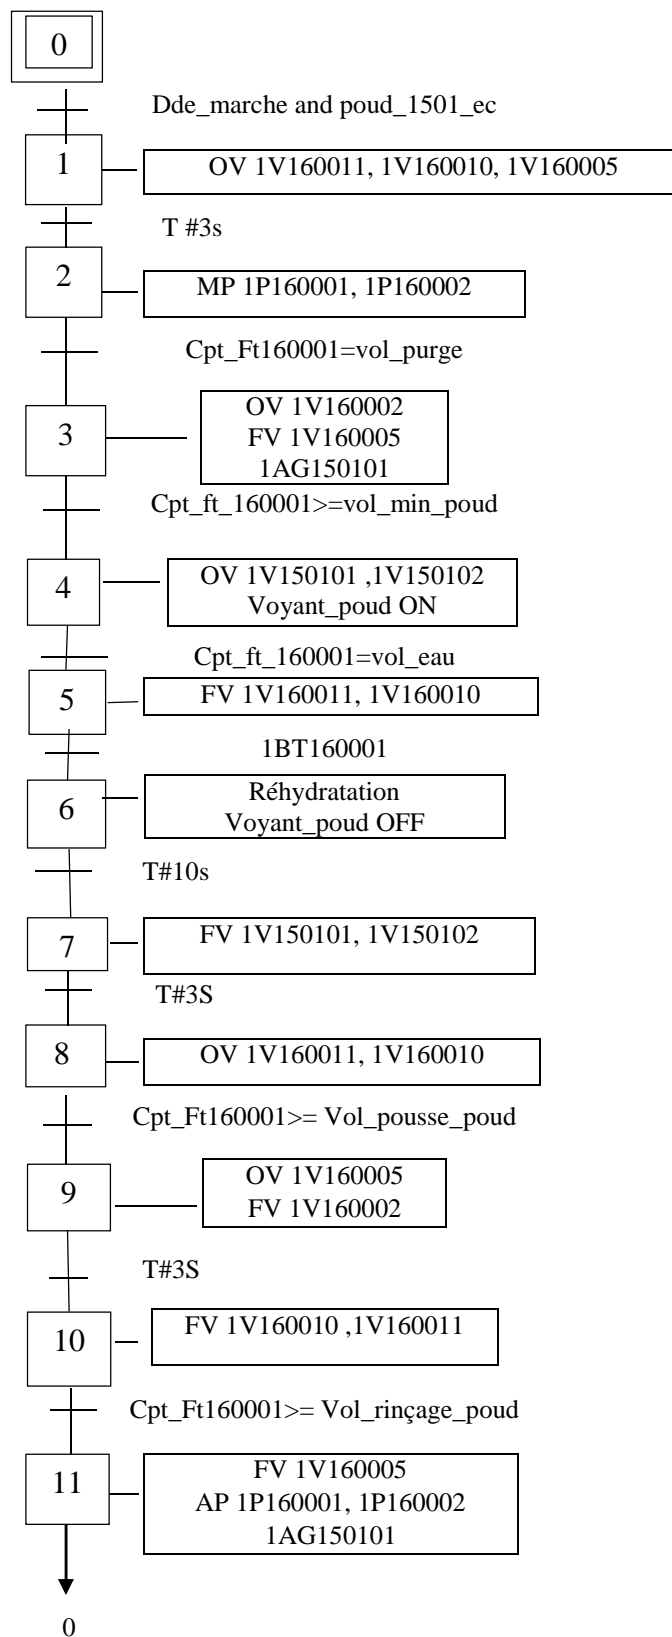 0
Dde_marche and poud_1501_ec
1
OV 1V160011, 1V160010, 1V160005
T #3s
2
MP 1P160001, 1P160002
Cpt_Ft160001=vol_purge
3
OV 1V160002
FV 1V160005
1AG150101
Cpt_ft_160001>=vol_min_poud
4
OV 1V150101 ,1V150102
Voyant_poud ON
Cpt_ft_160001=vol_eau
5
FV 1V160011, 1V160010
1BT160001
6
Réhydratation
Voyant_poud OFF
T#10s
7
FV 1V150101, 1V150102
T#3S
8
OV 1V160011, 1V160010
Cpt_Ft160001>= Vol_pousse_poud
9
OV 1V160005
FV 1V160002
T#3S
10
FV 1V160010 ,1V160011
Cpt_Ft160001>= Vol_rinçage_poud
11
FV 1V160005
AP 1P160001, 1P160002
1AG150101
0